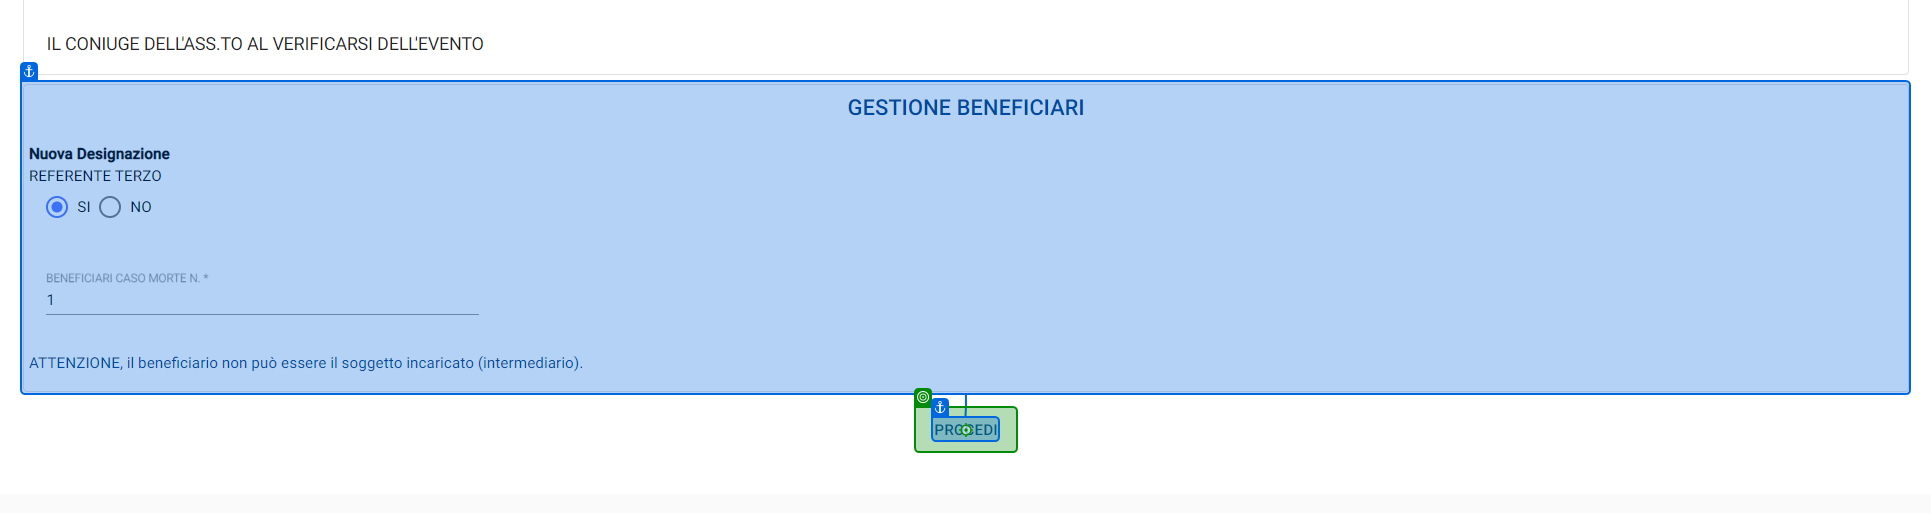 IL CONIUGE DELL'ASS.TO AL VERIFICARSI DELL'EVENTO
GESTIONE BENEFICIARI
Nuova Designazione
REFERENTE TERZO
SI NO
BENEFICIARI CASO MORTE N. *
1
ATTENZIONE, il beneficiario non può essere il soggetto incaricato (intermediario).
PROCEDI